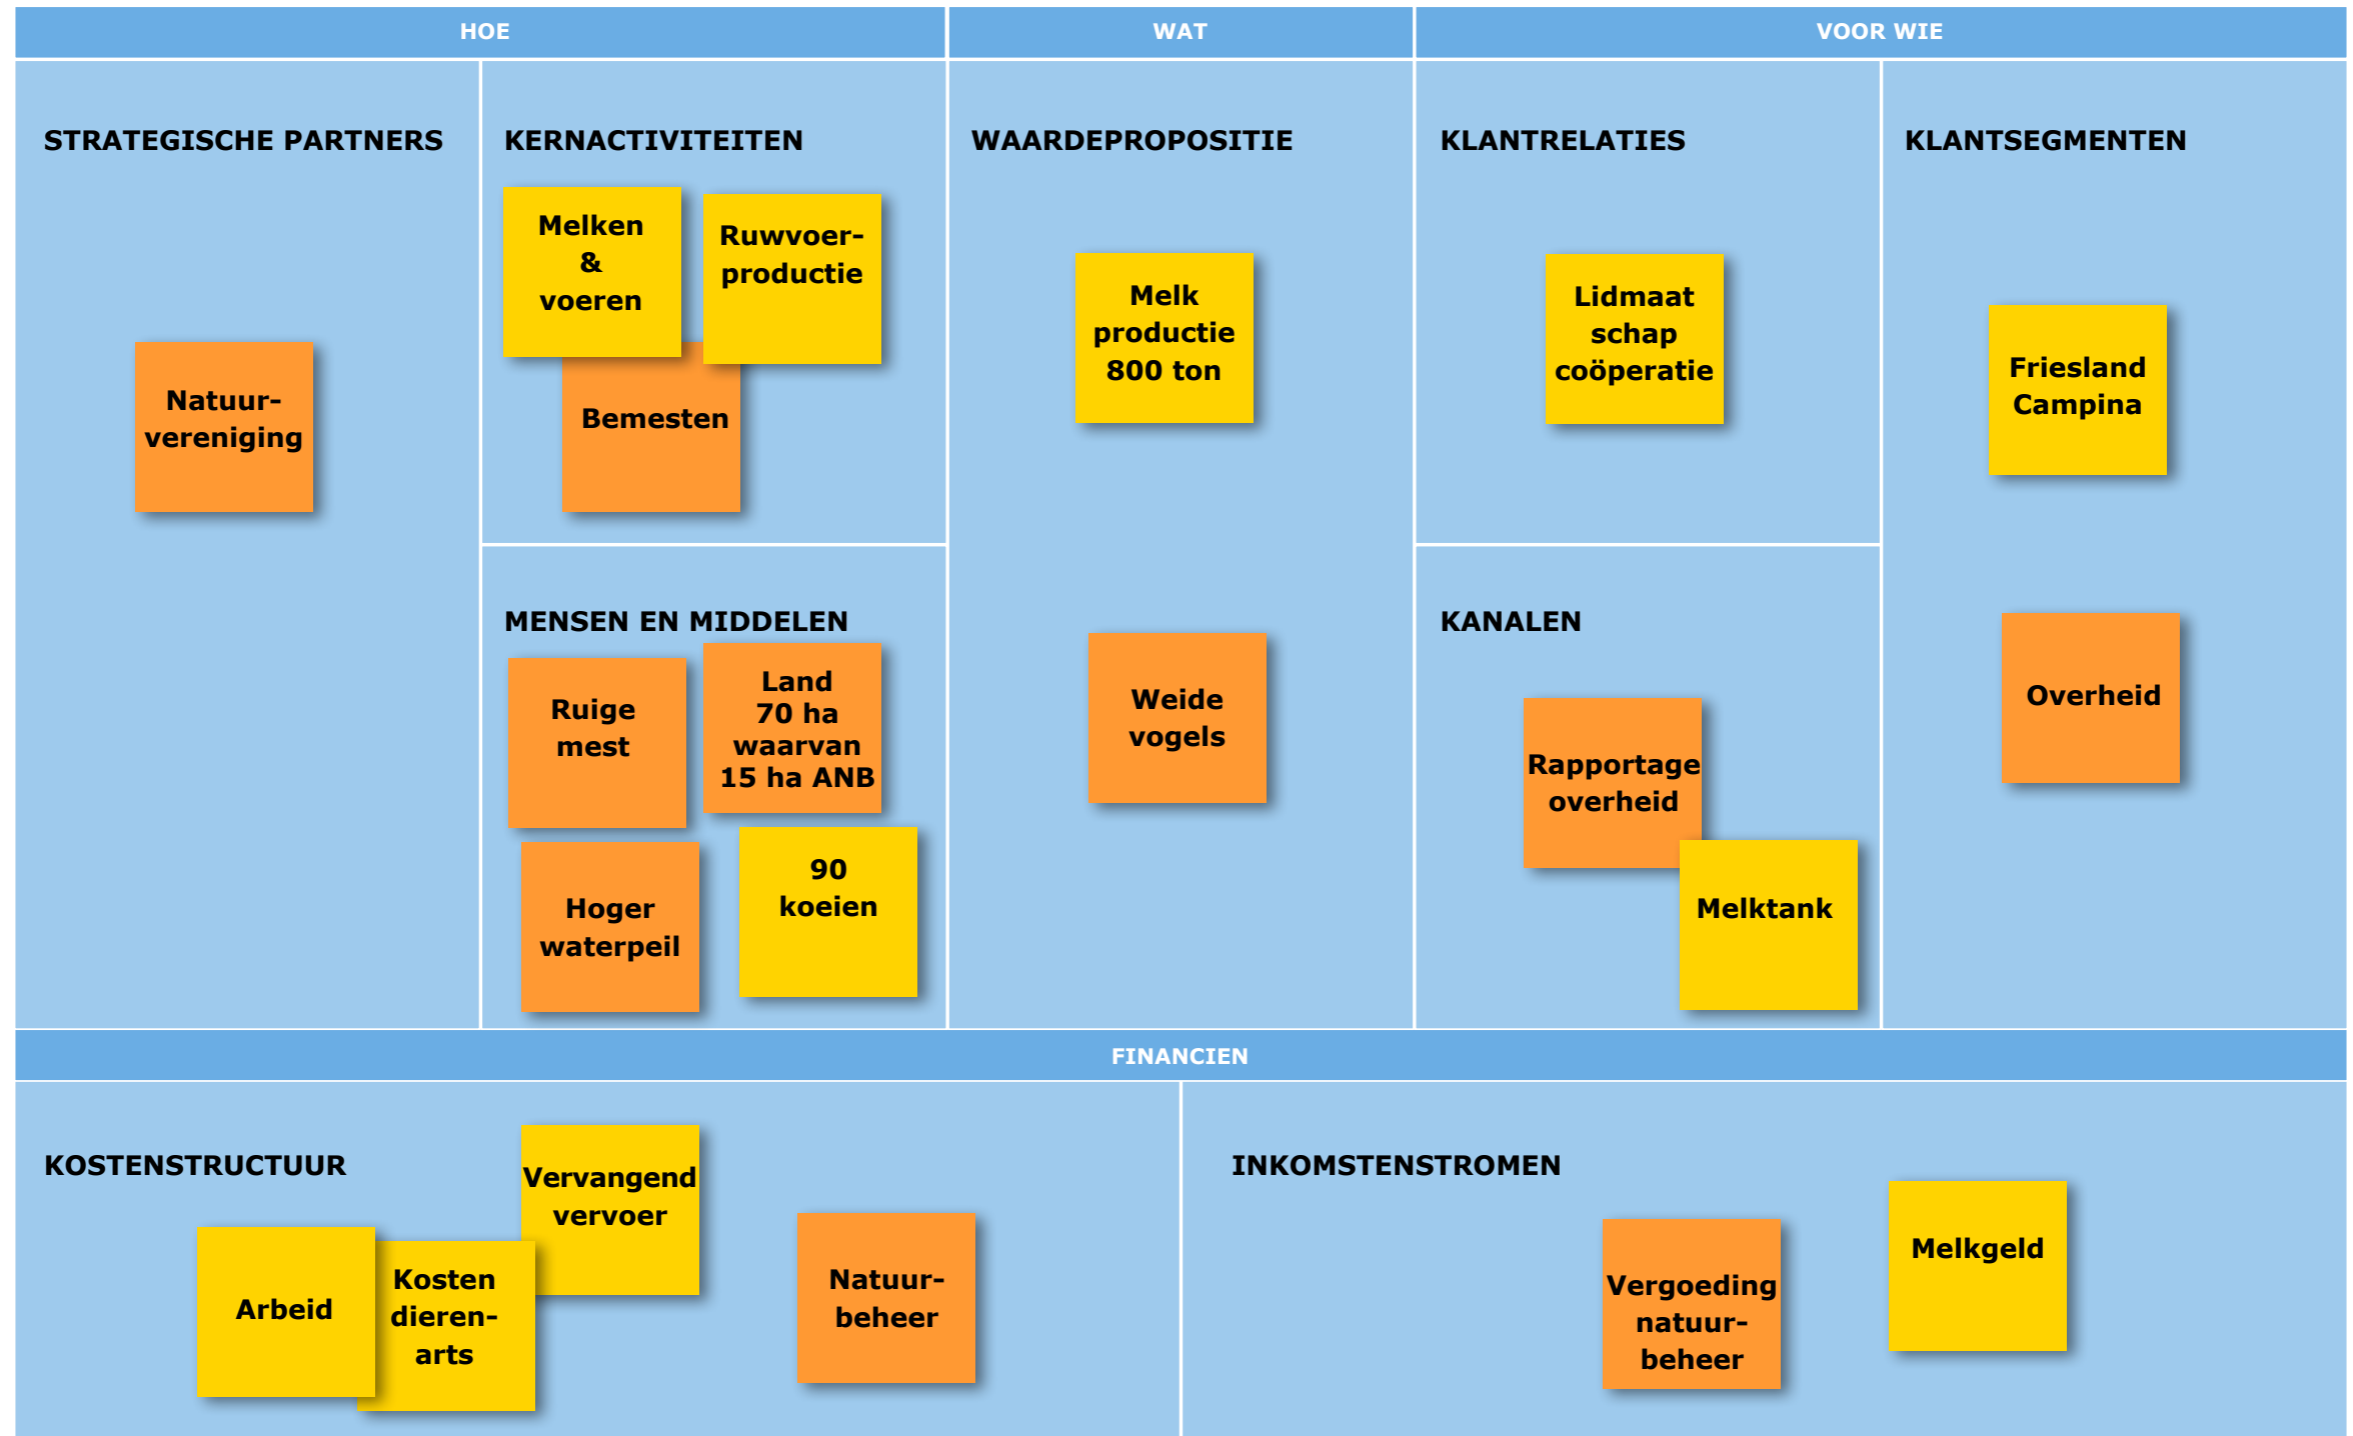 HOE
WAT
VOOR WIE
STRATEGISCHE PARTNERS
Natuur-
vereniging
KERNACTIVITEITEN
Melken
&
voeren
Ruwvoer-
productie
Bemesten
MENSEN EN MIDDELEN
Ruige
mest
Land
70 ha
waarvan
15 ha ANB
Hoger
waterpeil
90
koeien
WAARDEPROPOSITIE
Melk
productie
800 ton
Weide
vogels
KLANTRELATIES
Lidmaat
schap
coöperatie
KANALEN
Rapportage
overheid
Melktank
KLANTSEGMENTEN
Friesland
Campina
Overheid
FINANCIEN
KOSTENSTRUCTUUR
Arbeid
Kosten
dieren-
arts
Vervangend
vervoer
Natuur-
beheer
INKOMSTENSTROMEN
Vergoeding
natuur-
beheer
Melkgeld